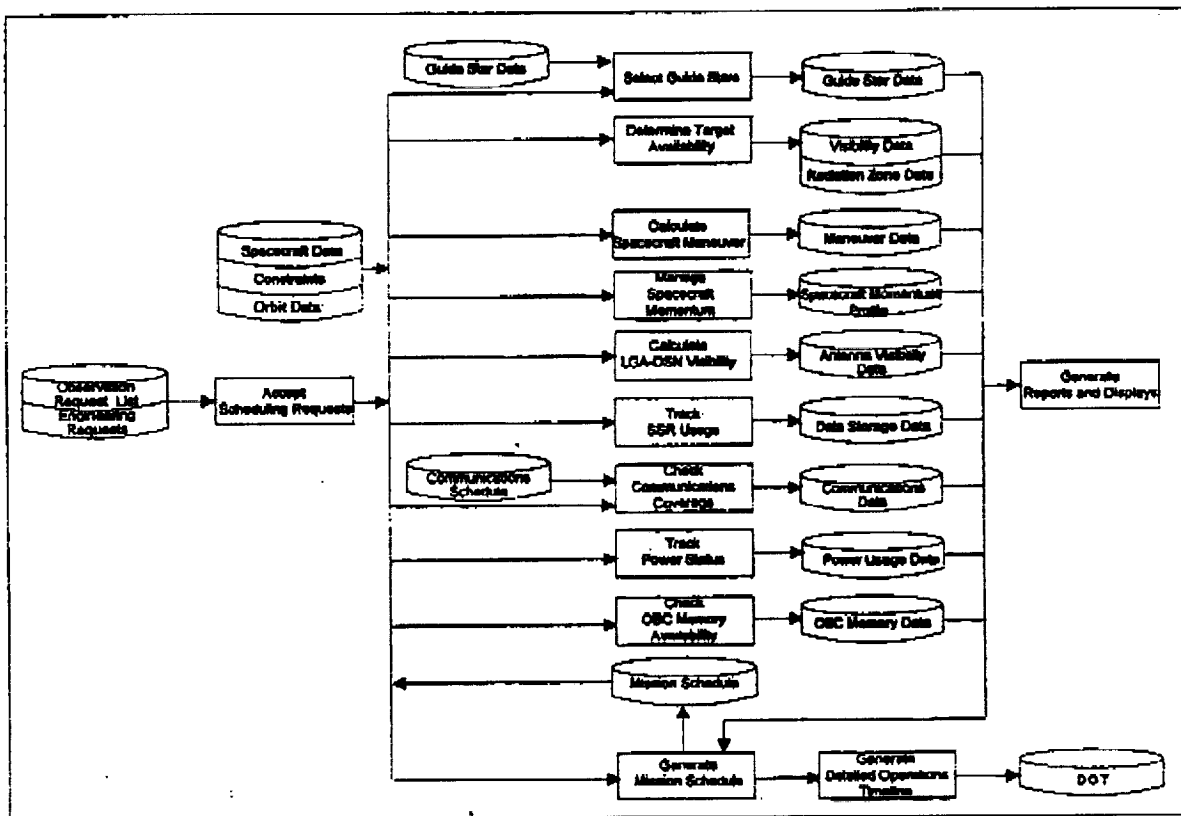 Guide Star Data
Select Guide Stars
Guide Star Data
Determine Target
Availability
Visibility Data
Radiation Zone Data
Spacecraft Data
Constraints
Orbit Data
Calculate
Spacecraft Maneuver
Maneuver Data
Manage
Spacecraft
Momentum
Spacecraft Momentum
Profile
Calculate
LGA-DSN Visibility
Antenna Visibility
Data
Observation
Request List
Engineering
Requests
Accept
Scheduling Requests
Generate
Reports and Displays
Track
SSR Usage
Data Storage Data
Communications
Schedule
Check
Communications
Coverage
Communications
Data
Track
Power Status
Power Usage Data
Check
OBC Memory
Availability
OBC Memory Data
Mission Schedule
Generate
Mission Schedule
Generate
Detailed Operations
Timeline
DOT